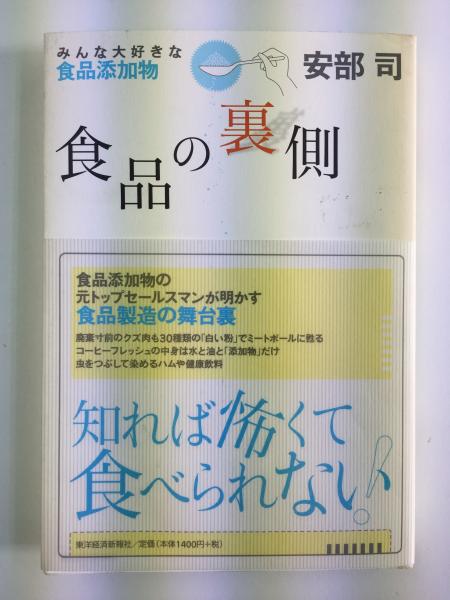 みんな大好きな
食品添加物
安部 司
食品の裏側
食品添加物の
元トップセールスマンが明かす
食品製造の舞台裏
廃棄寸前のクズ肉も30種類の「白い粉」でミートボールに甦る
コーヒーフレッシュの中身は水と油と「添加物」だけ
虫をつぶして染めるハムや健康飲料
知れば怖くて
食べられない!
東洋経済新報社/定価(本体1400円+税)